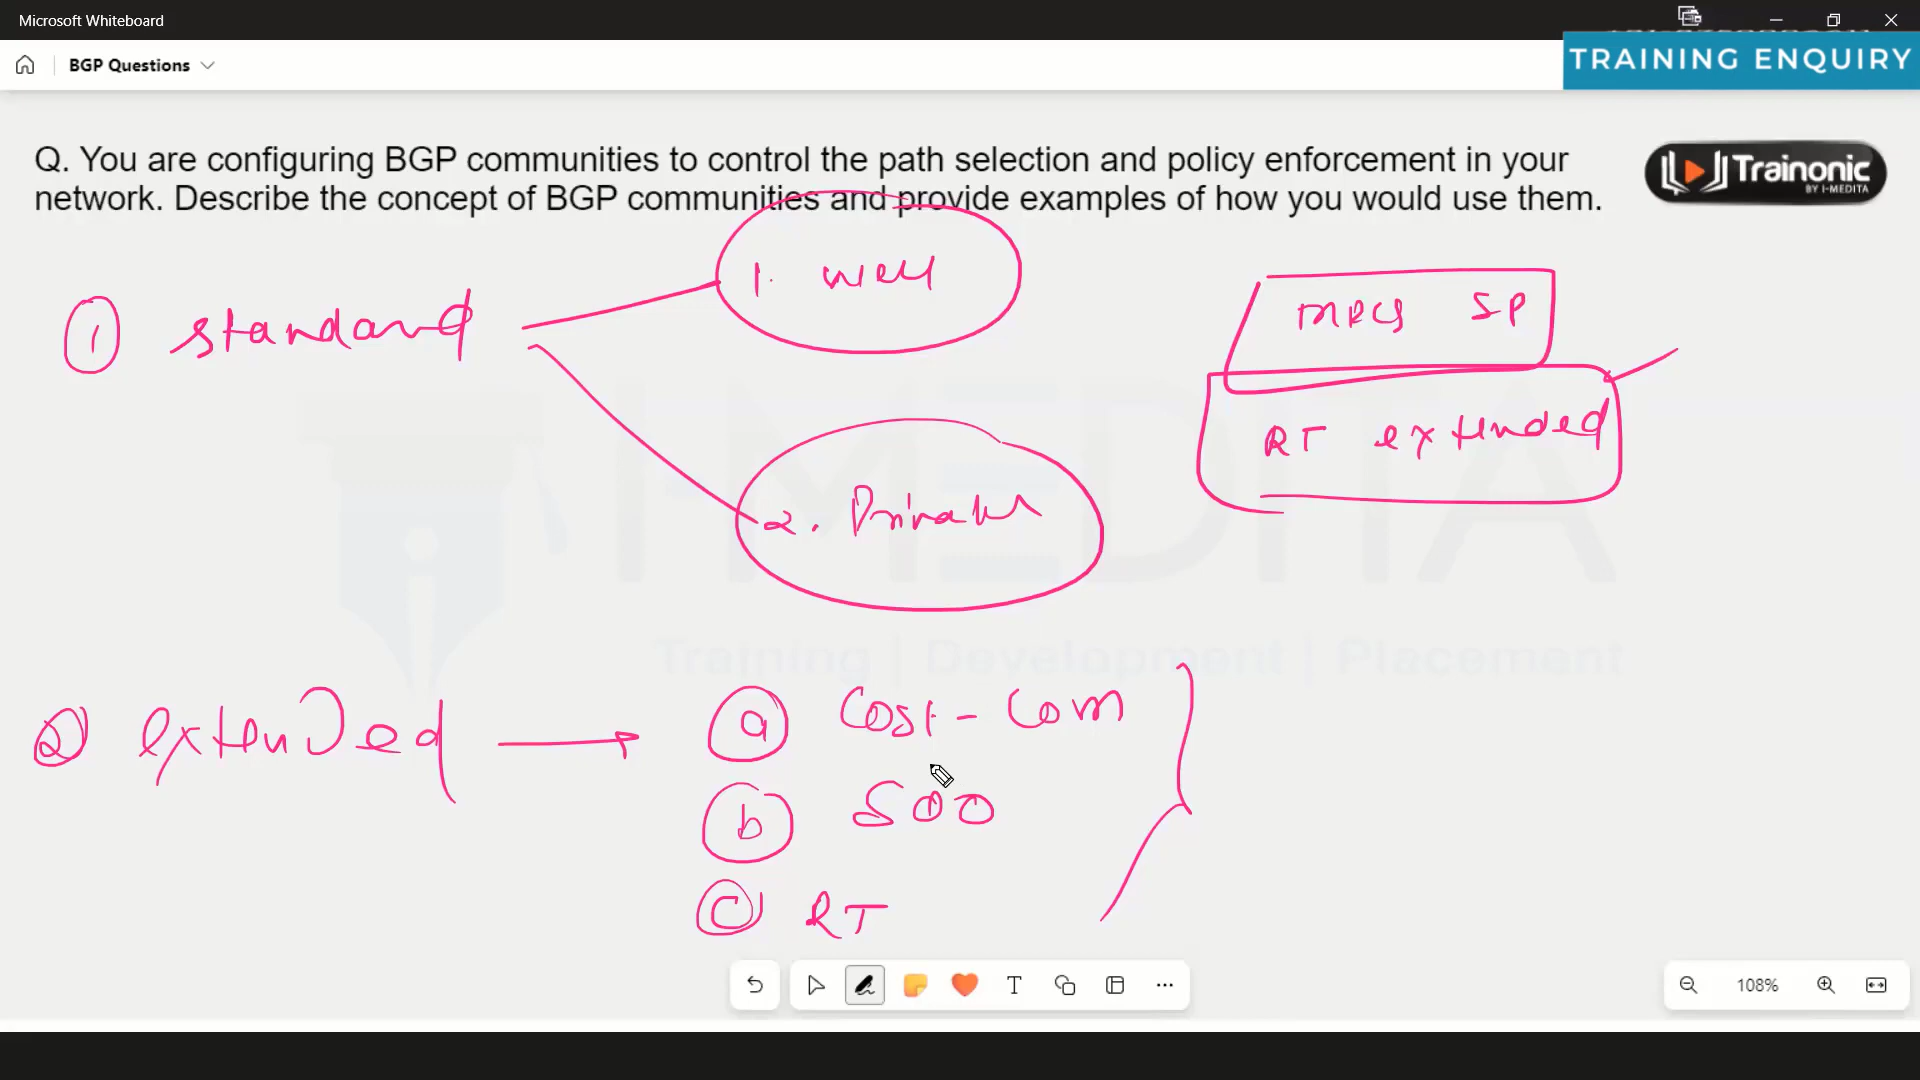 Microsoft Whiteboard
BGP Questions
TRAINING ENQUIRY
Q. You are configuring BGP communities to control the path selection and policy enforcement in your
network. Describe the concept of BGP communities and provide examples of how you would use them.
Trainonic
BY I-MEDITA
1 standard
1. Well
2. Private
MPLS SP
RT extended
IMEDITA
Training | Development | Placement
2 extended
a Cost-Com
b SOO
c RT
108%